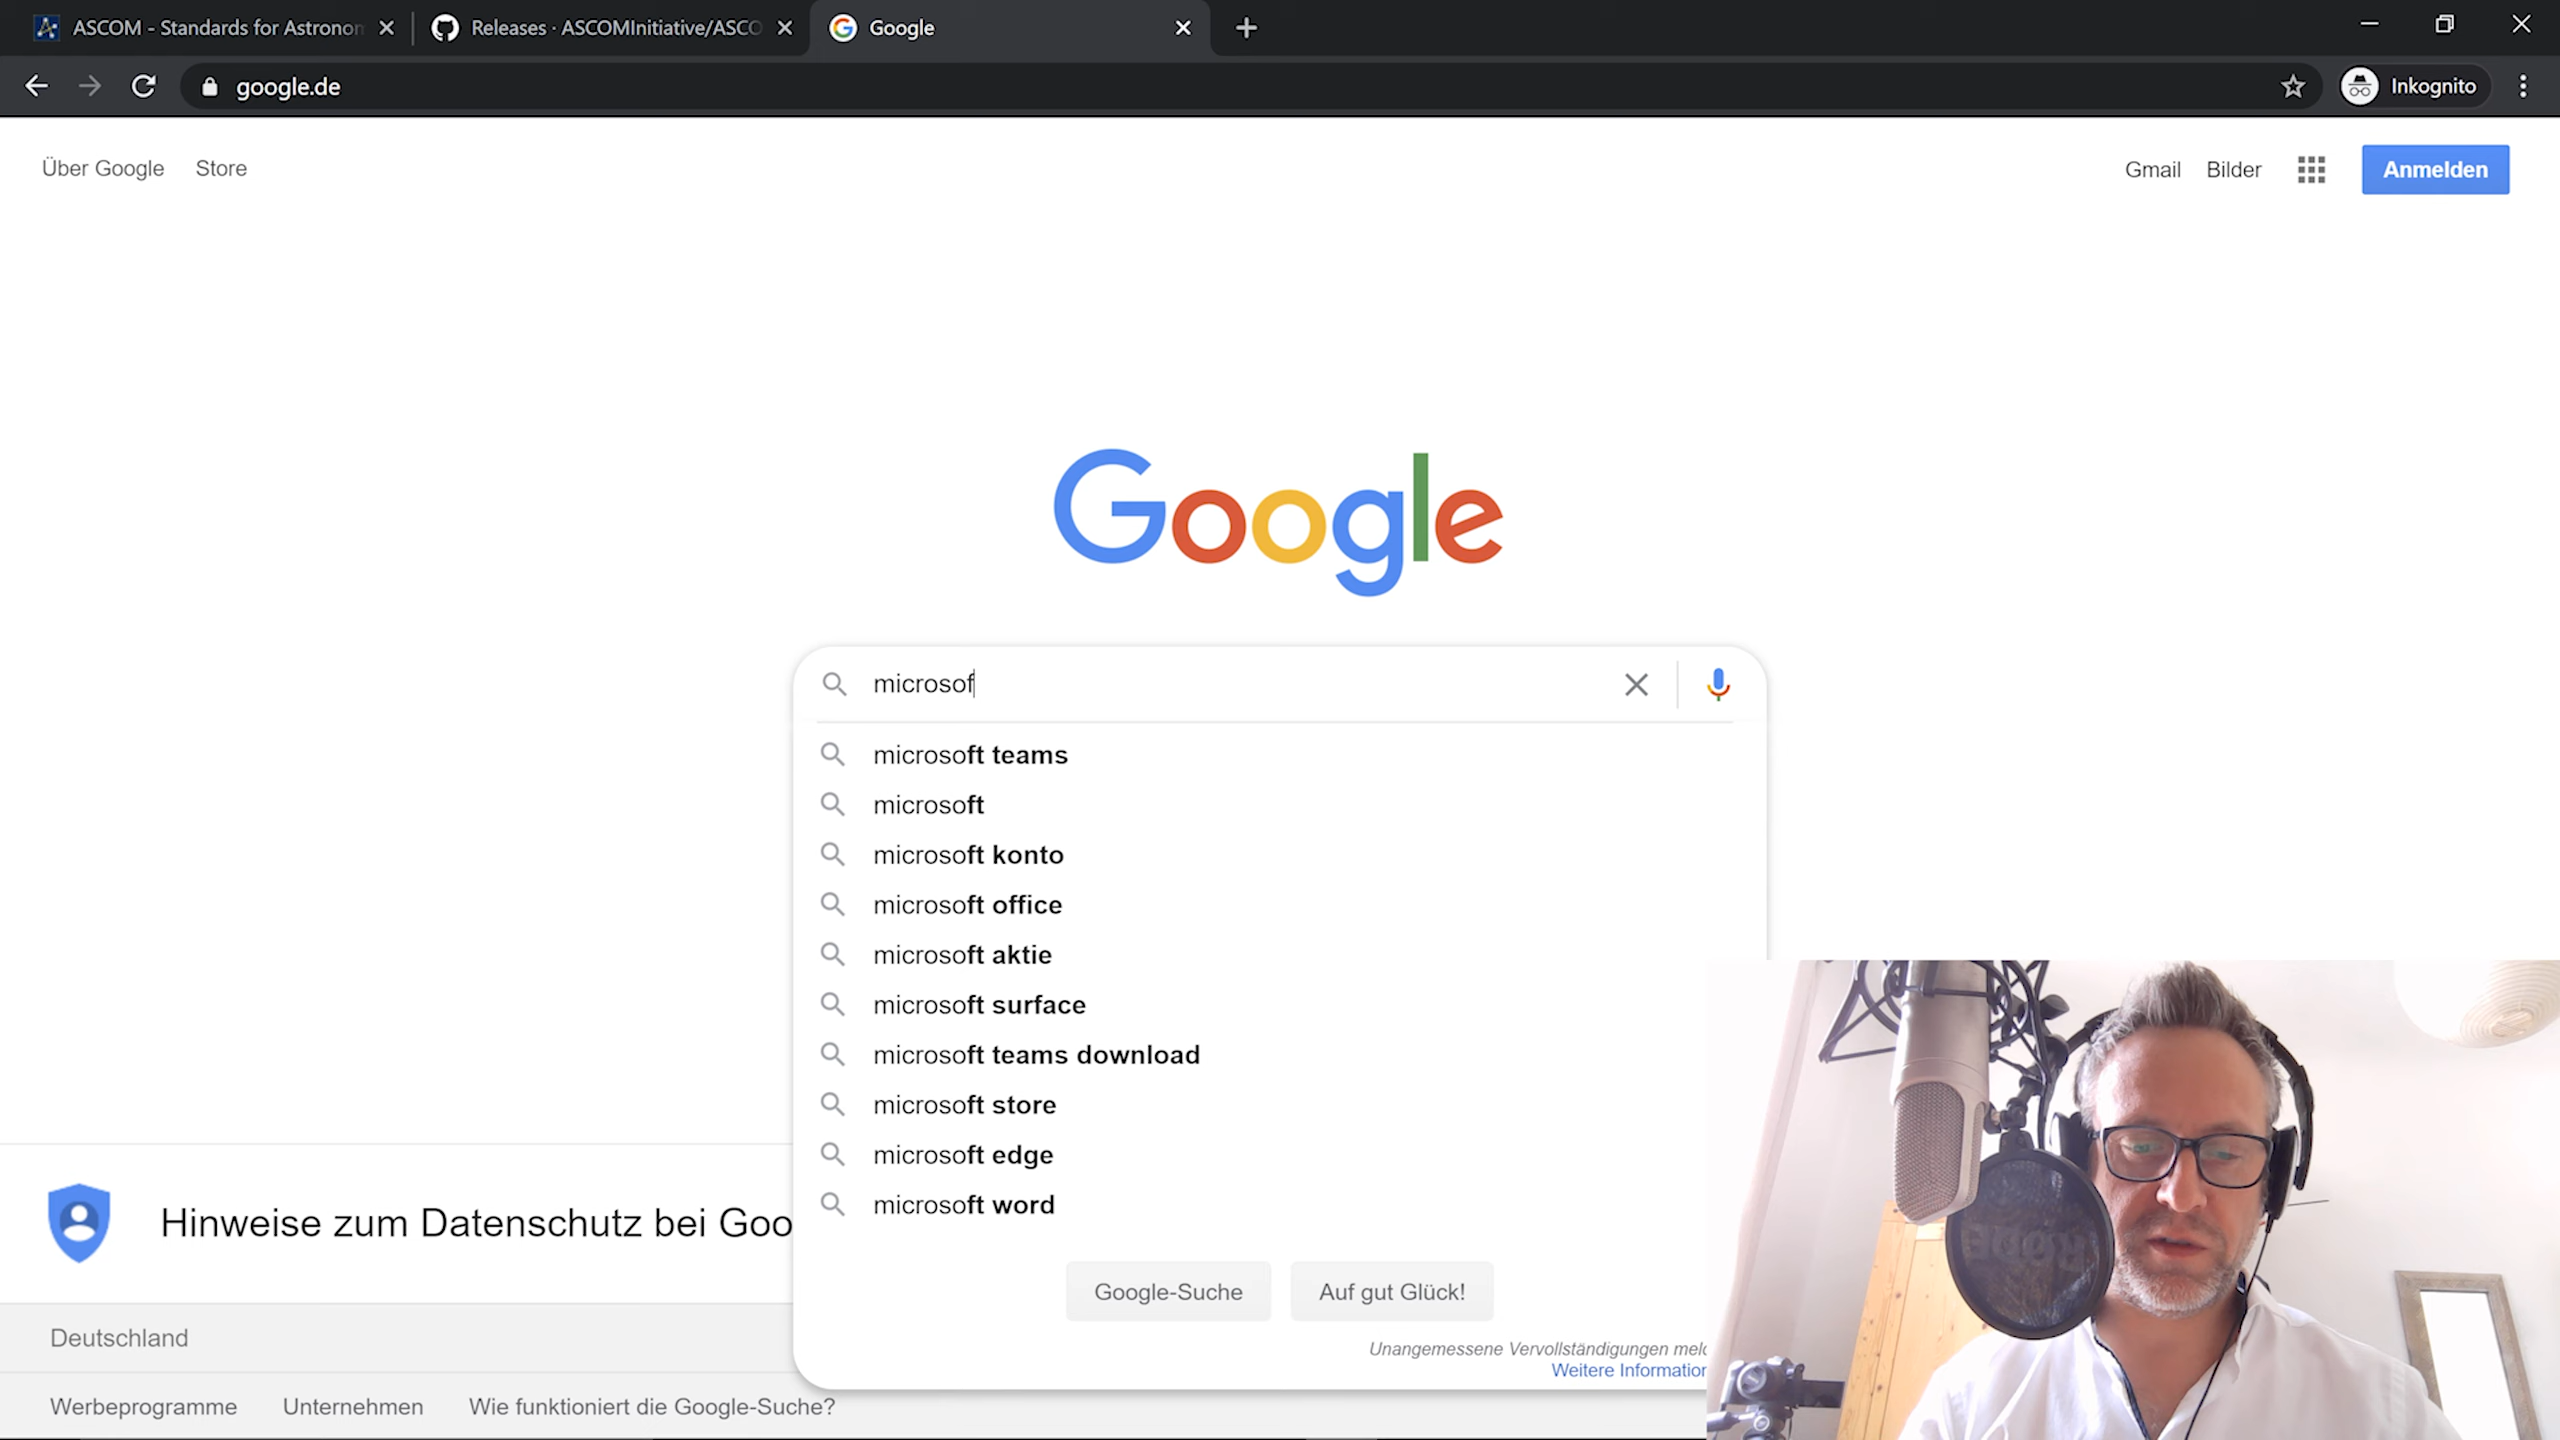 ASCOM - Standards for Astronom
Releases · ASCOMInitiative/ASCO
Google
google.de
Inkognito
Über Google
Store
Gmail
Bilder
Anmelden
Google
microsof
microsoft teams
microsoft
microsoft konto
microsoft office
microsoft aktie
microsoft surface
microsoft teams download
microsoft store
microsoft edge
microsoft word
Google-Suche
Auf gut Glück!
Unangemessene Vervollständigungen meld
Weitere Information
Hinweise zum Datenschutz bei Goo
Deutschland
Werbeprogramme
Unternehmen
Wie funktioniert die Google-Suche?
RØDE